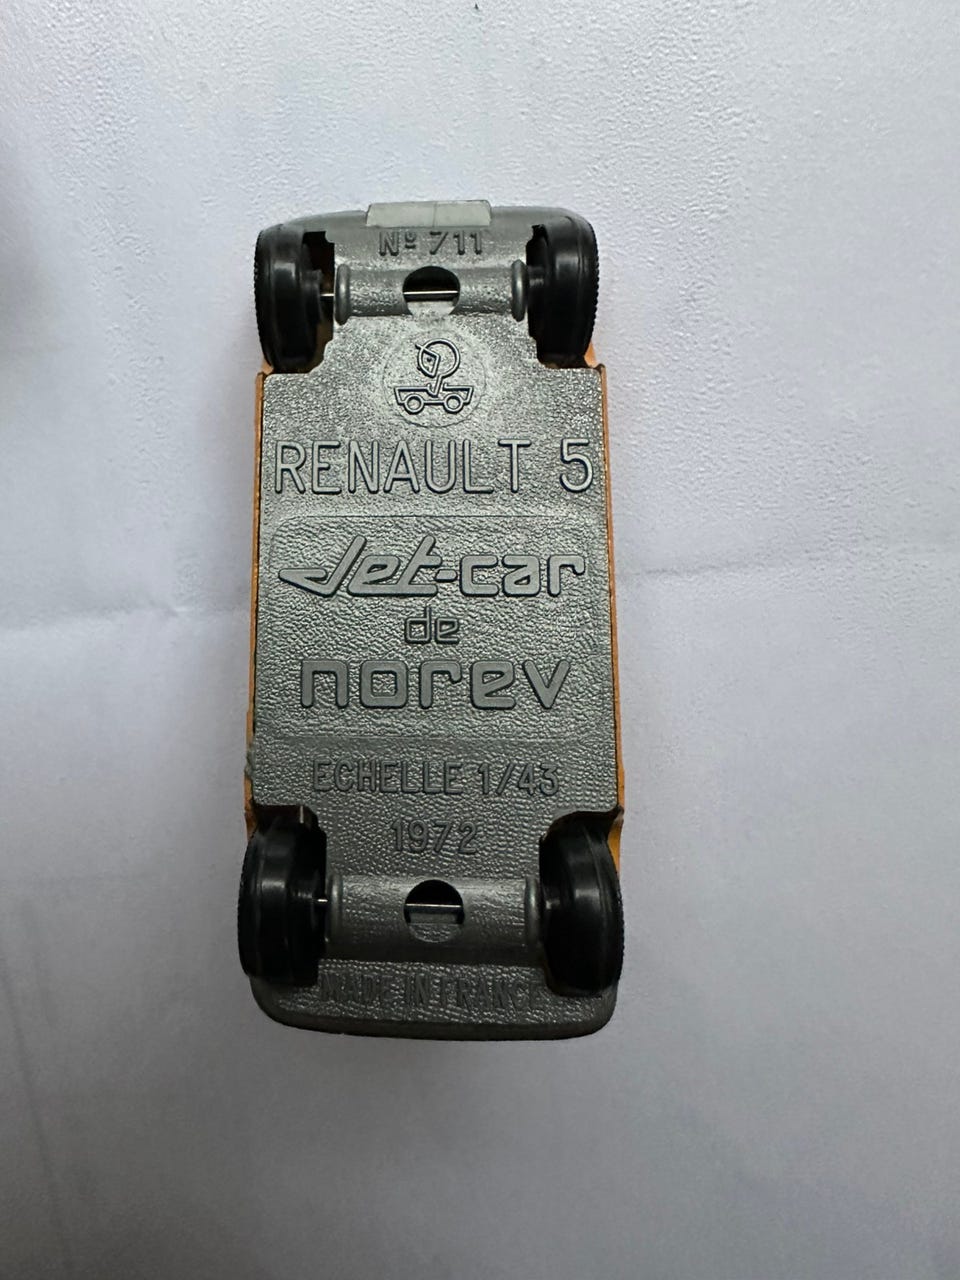 Nº 711
RENAULT 5
Jet-car
de
norev
ECHELLE 1/43
1972
MADE IN FRANCE